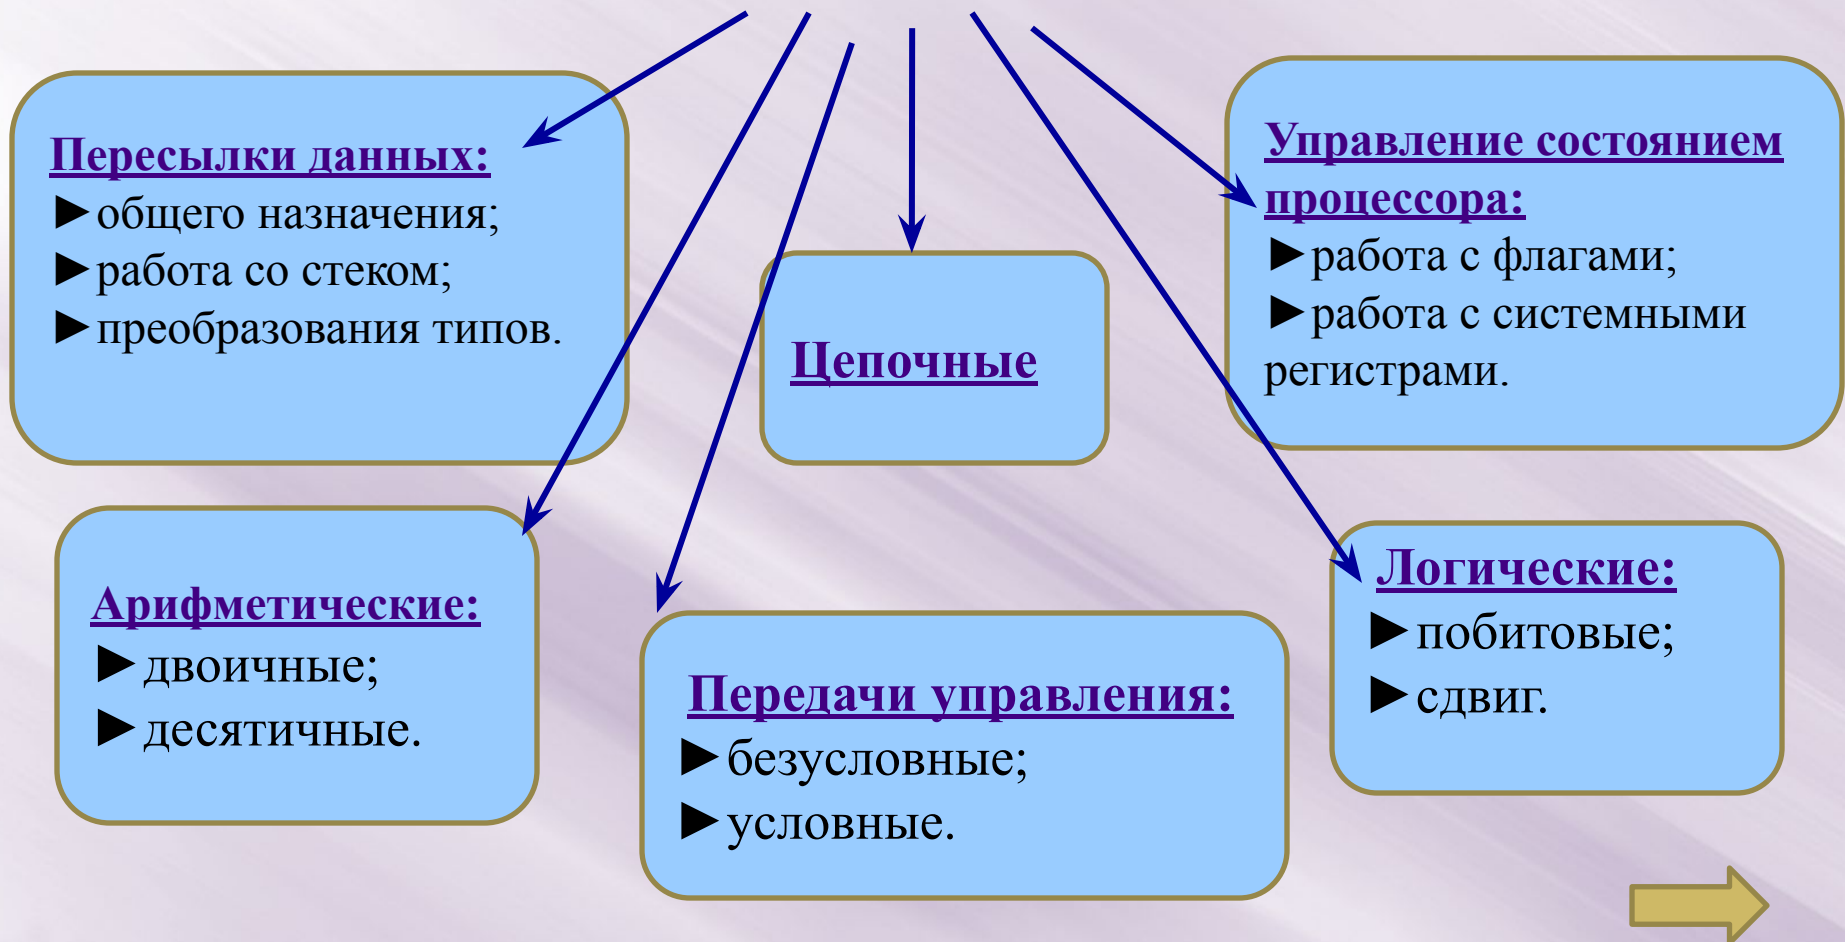 Пересылки данных:
►общего назначения;
►работа со стеком;
►преобразования типов.
Цепочные
Управление состоянием
процессора:
►работа с флагами;
►работа с системными
регистрами.
Арифметические:
►двоичные;
►десятичные.
Передачи управления:
►безусловные;
►условные.
Логические:
►побитовые;
►сдвиг.